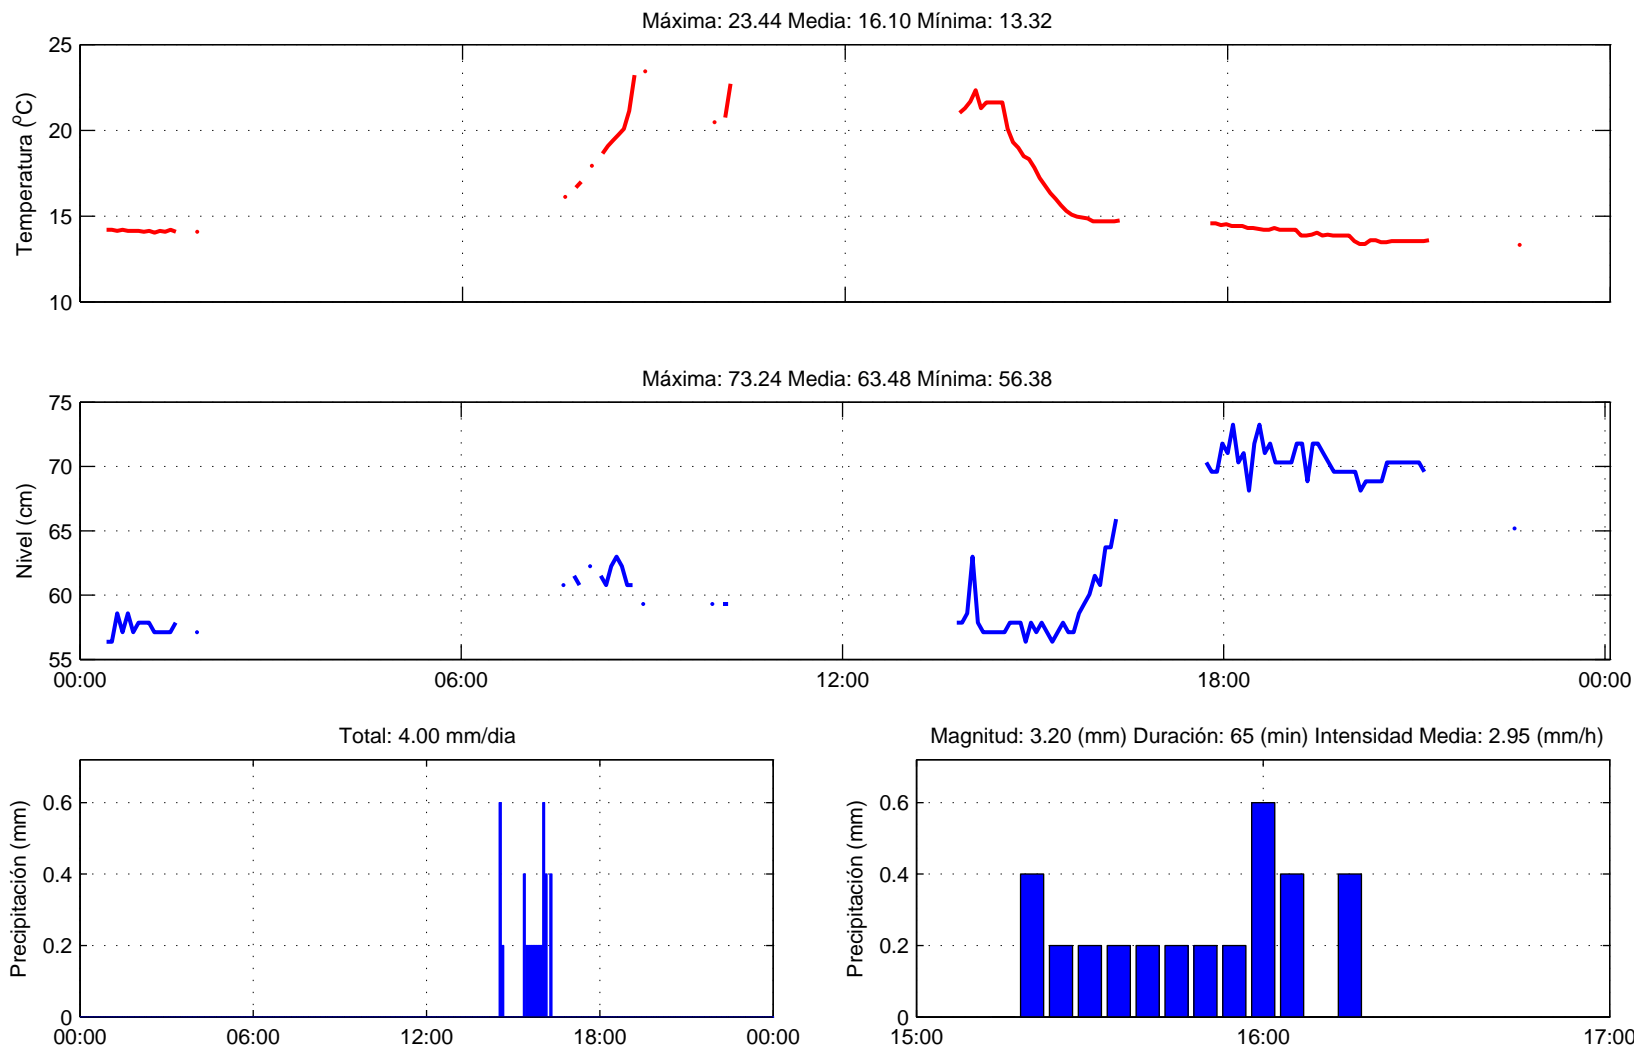 Máxima: 23.44 Media: 16.10 Mínima: 13.32
25
20
15
10
Temperatura (⁰C)
Máxima: 73.24 Media: 63.48 Mínima: 56.38
75
70
65
60
55
Nivel (cm)
00:00 06:00 12:00 18:00 00:00
Total: 4.00 mm/dia
0.6
0.4
0.2
0
Precipitación (mm)
00:00 06:00 12:00 18:00 00:00
Magnitud: 3.20 (mm) Duración: 65 (min) Intensidad Media: 2.95 (mm/h)
0.6
0.4
0.2
0
Precipitación (mm)
15:00 16:00 17:00